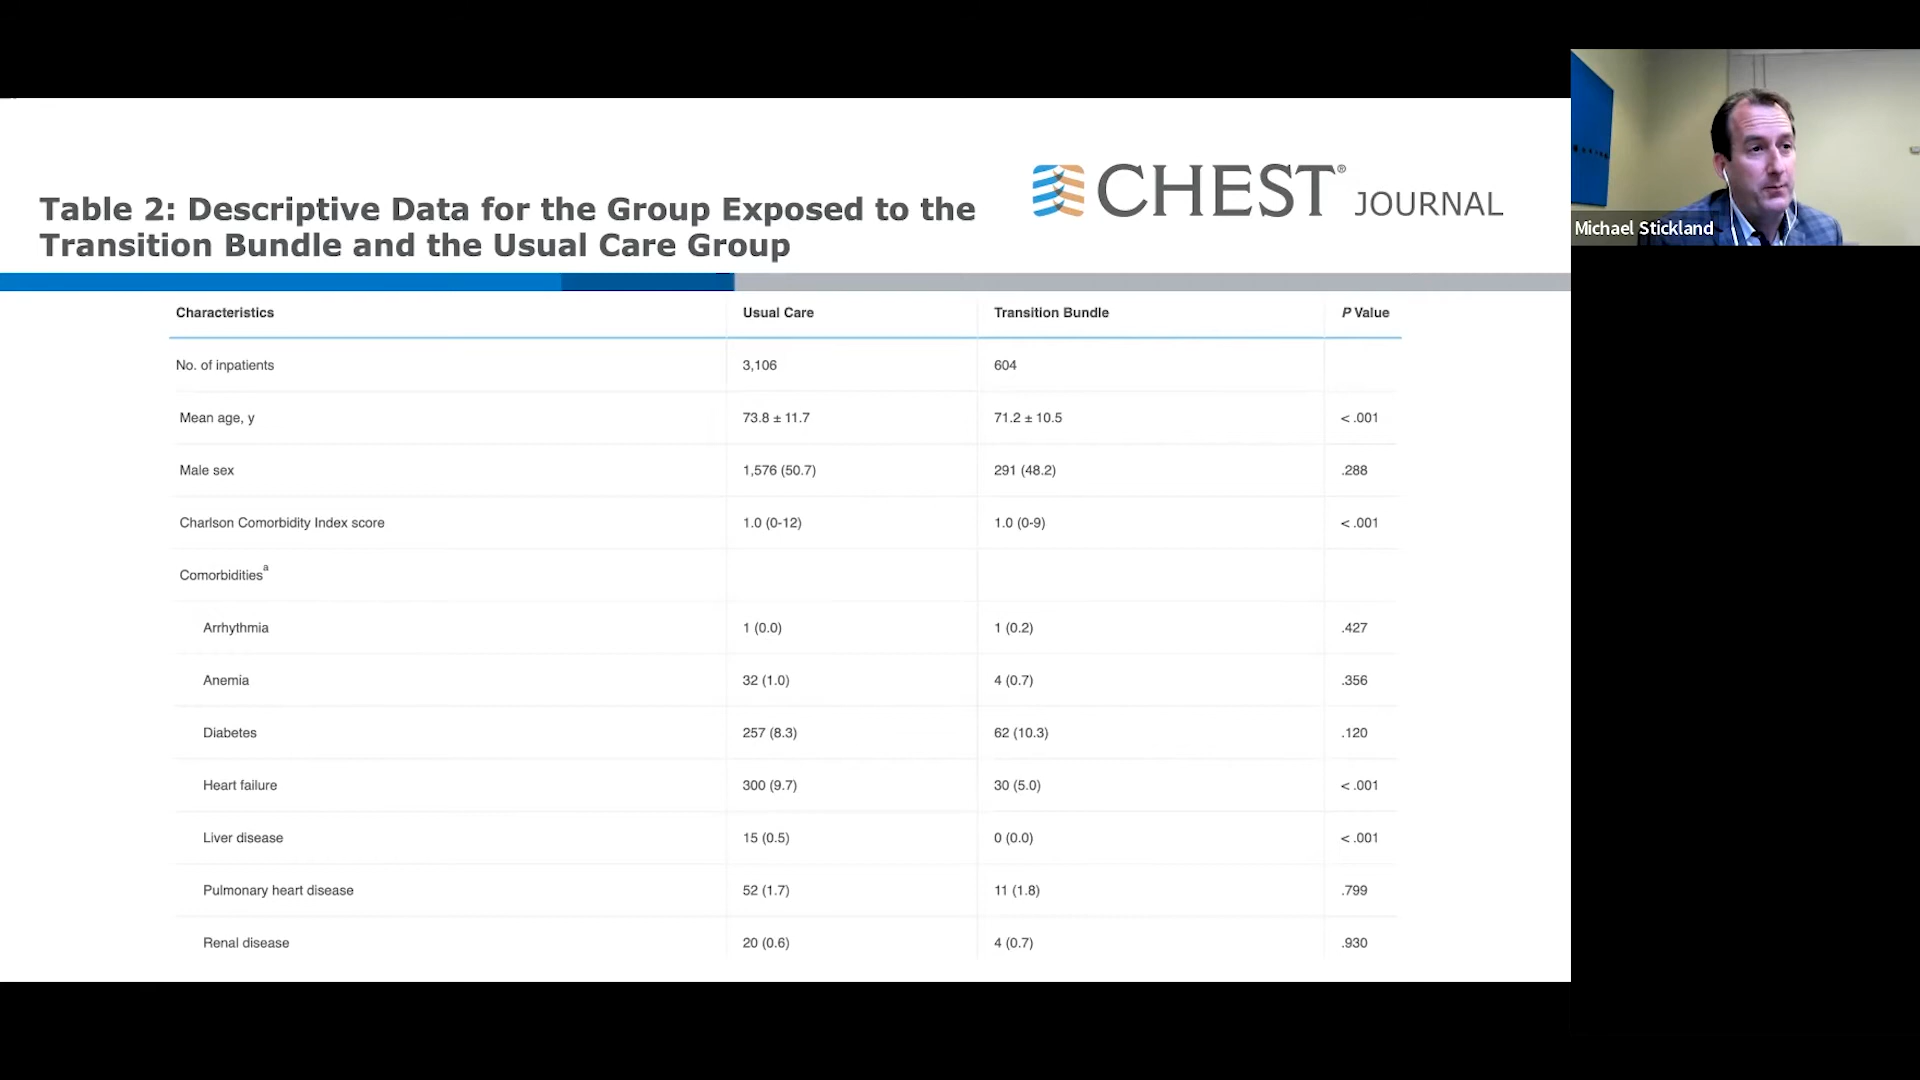 Table 2: Descriptive Data for the Group Exposed to the
Transition Bundle and the Usual Care Group
CHEST® JOURNAL
Michael Stickland
Characteristics Usual Care Transition Bundle P Value
No. of inpatients 3,106 604
Mean age, y 73.8 ± 11.7 71.2 ± 10.5 < .001
Male sex 1,576 (50.7) 291 (48.2) .288
Charlson Comorbidity Index score 1.0 (0-12) 1.0 (0-9) < .001
Comorbiditiesª
Arrhythmia 1 (0.0) 1 (0.2) .427
Anemia 32 (1.0) 4 (0.7) .356
Diabetes 257 (8.3) 62 (10.3) .120
Heart failure 300 (9.7) 30 (5.0) < .001
Liver disease 15 (0.5) 0 (0.0) < .001
Pulmonary heart disease 52 (1.7) 11 (1.8) .799
Renal disease 20 (0.6) 4 (0.7) .930